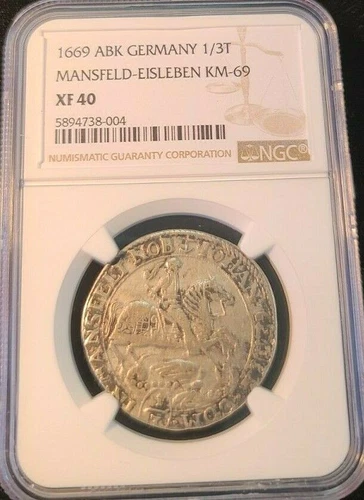 1669 ABK GERMANY 1/3T
MANSFELD-EISLEBEN KM-69
XF 40
5894738-004
NUMISMATIC GUARANTY CORPORATION
NGC®